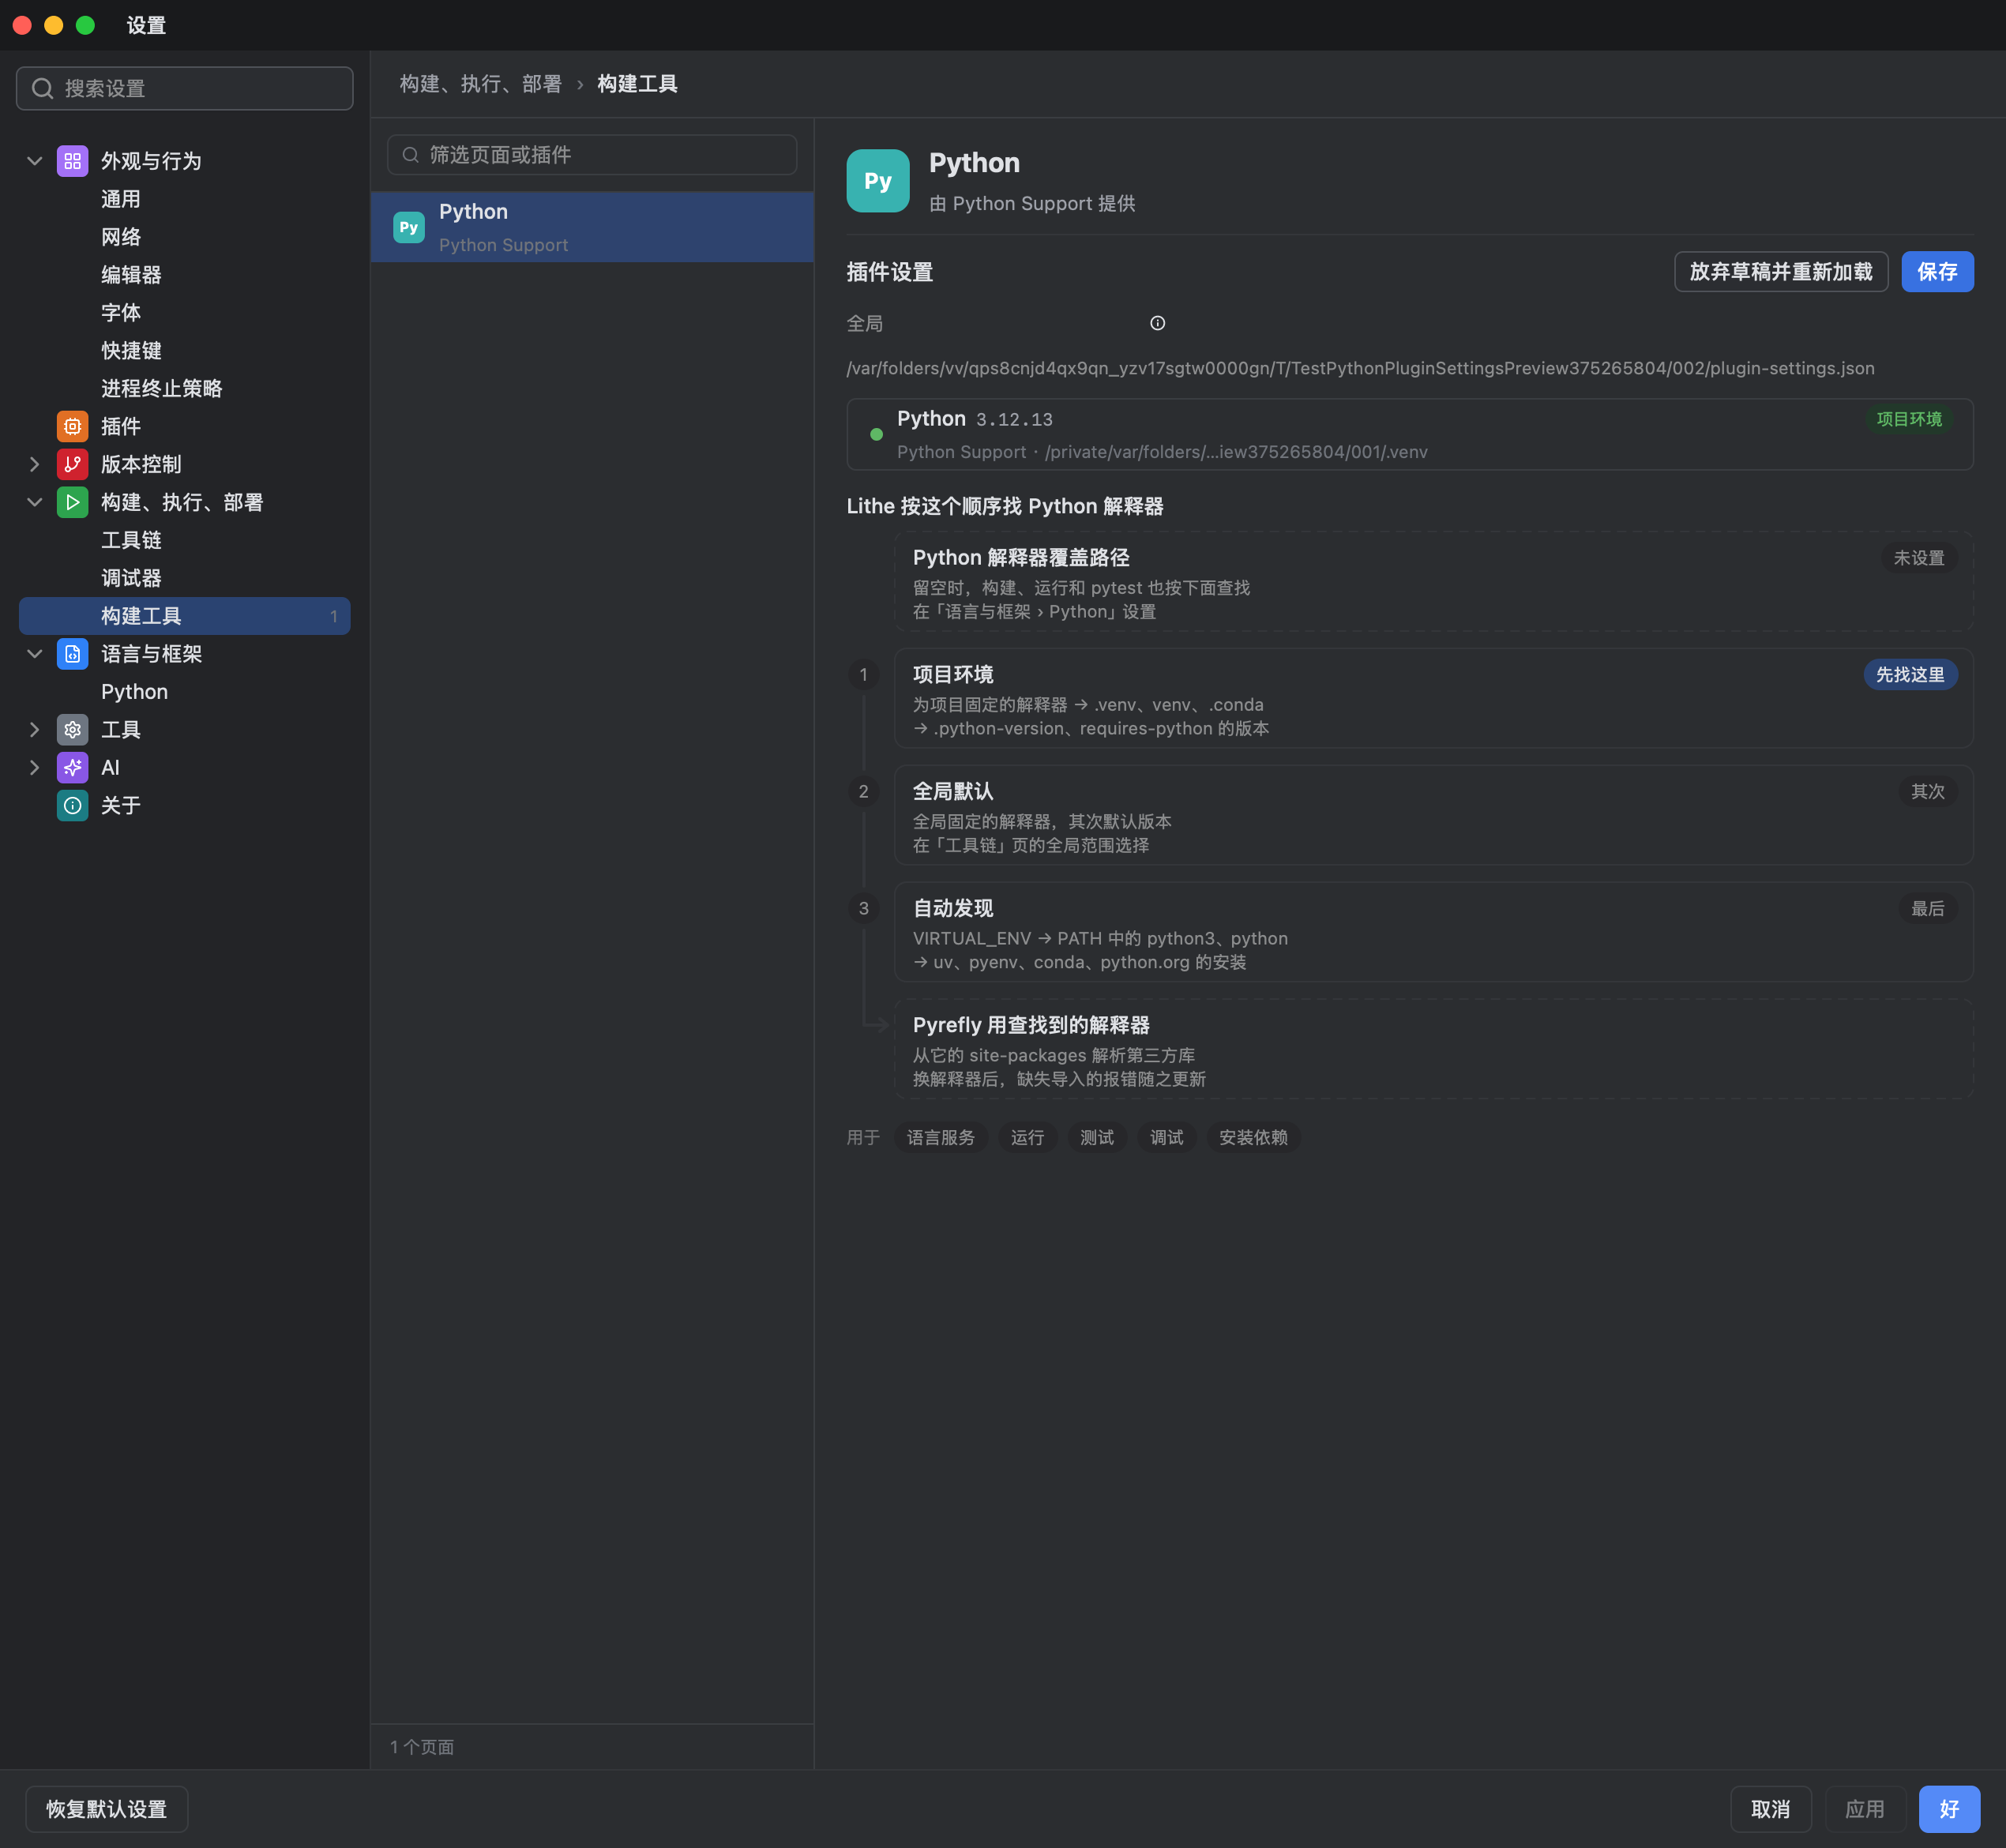 设置
搜索设置
外观与行为
通用
网络
编辑器
字体
快捷键
进程终止策略
插件
版本控制
构建、执行、部署
工具链
调试器
构建工具 1
语言与框架
Python
工具
AI
关于
构建、执行、部署 › 构建工具
筛选页面或插件
Py
Python
Python Support
1 个页面
Py
Python
由 Python Support 提供
插件设置
放弃草稿并重新加载
保存
全局
/var/folders/vv/qps8cnjd4qx9qn_yzv17sgtw0000gn/T/TestPythonPluginSettingsPreview375265804/002/plugin-settings.json
Python 3.12.13
项目环境
Python Support · /private/var/folders/...iew375265804/001/.venv
Lithe 按这个顺序找 Python 解释器
Python 解释器覆盖路径
未设置
留空时，构建、运行和 pytest 也按下面查找
在「语言与框架 › Python」设置
1
项目环境
先找这里
为项目固定的解释器 → .venv、venv、.conda
→ .python-version、requires-python 的版本
2
全局默认
其次
全局固定的解释器，其次默认版本
在「工具链」页的全局范围选择
3
自动发现
最后
VIRTUAL_ENV → PATH 中的 python3、python
→ uv、pyenv、conda、python.org 的安装
Pyrefly 用查找到的解释器
从它的 site-packages 解析第三方库
换解释器后，缺失导入的报错随之更新
用于 语言服务 运行 测试 调试 安装依赖
恢复默认设置
取消
应用
好